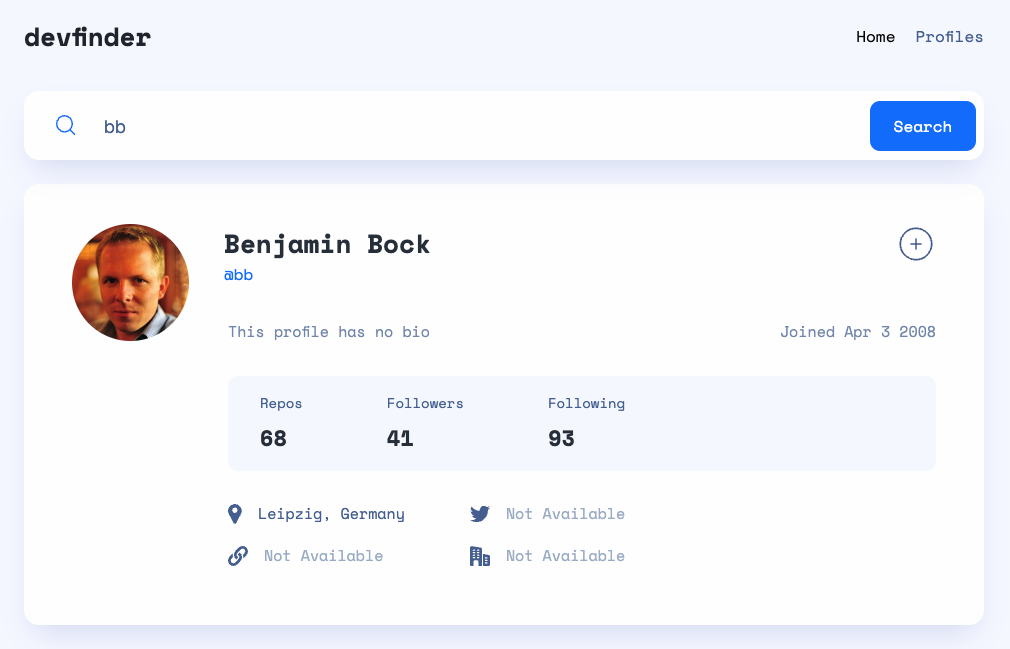 devfinder
Home Profiles
bb
Search
Benjamin Bock
@bb
This profile has no bio
Joined Apr 3 2008
Repos Followers Following
68 41 93
Leipzig, Germany Not Available
Not Available Not Available